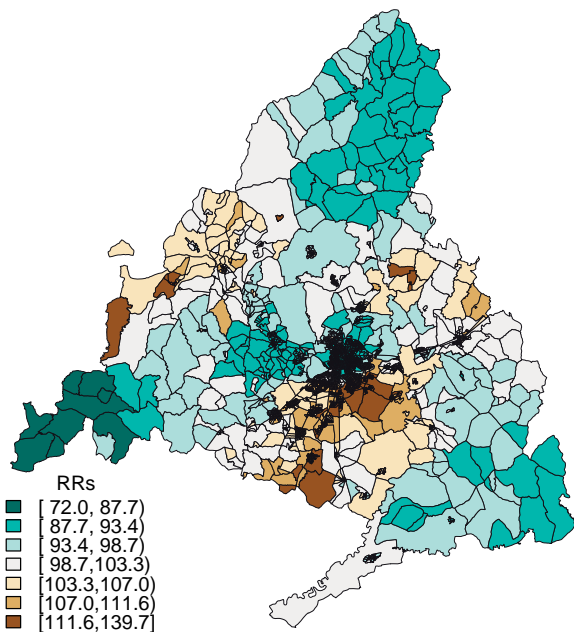 RRs
[ 72.0, 87.7)
[ 87.7, 93.4)
[ 93.4, 98.7)
[ 98.7,103.3)
[103.3,107.0)
[107.0,111.6)
[111.6,139.7]